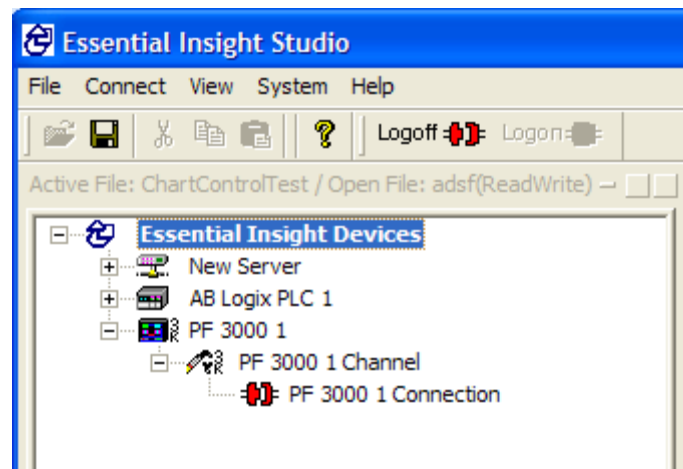 Essential Insight Studio
File Connect View System Help
Logoff Logon
Active File: ChartControlTest / Open File: adsf(ReadWrite)
Essential Insight Devices
New Server
AB Logix PLC 1
PF 3000 1
PF 3000 1 Channel
PF 3000 1 Connection